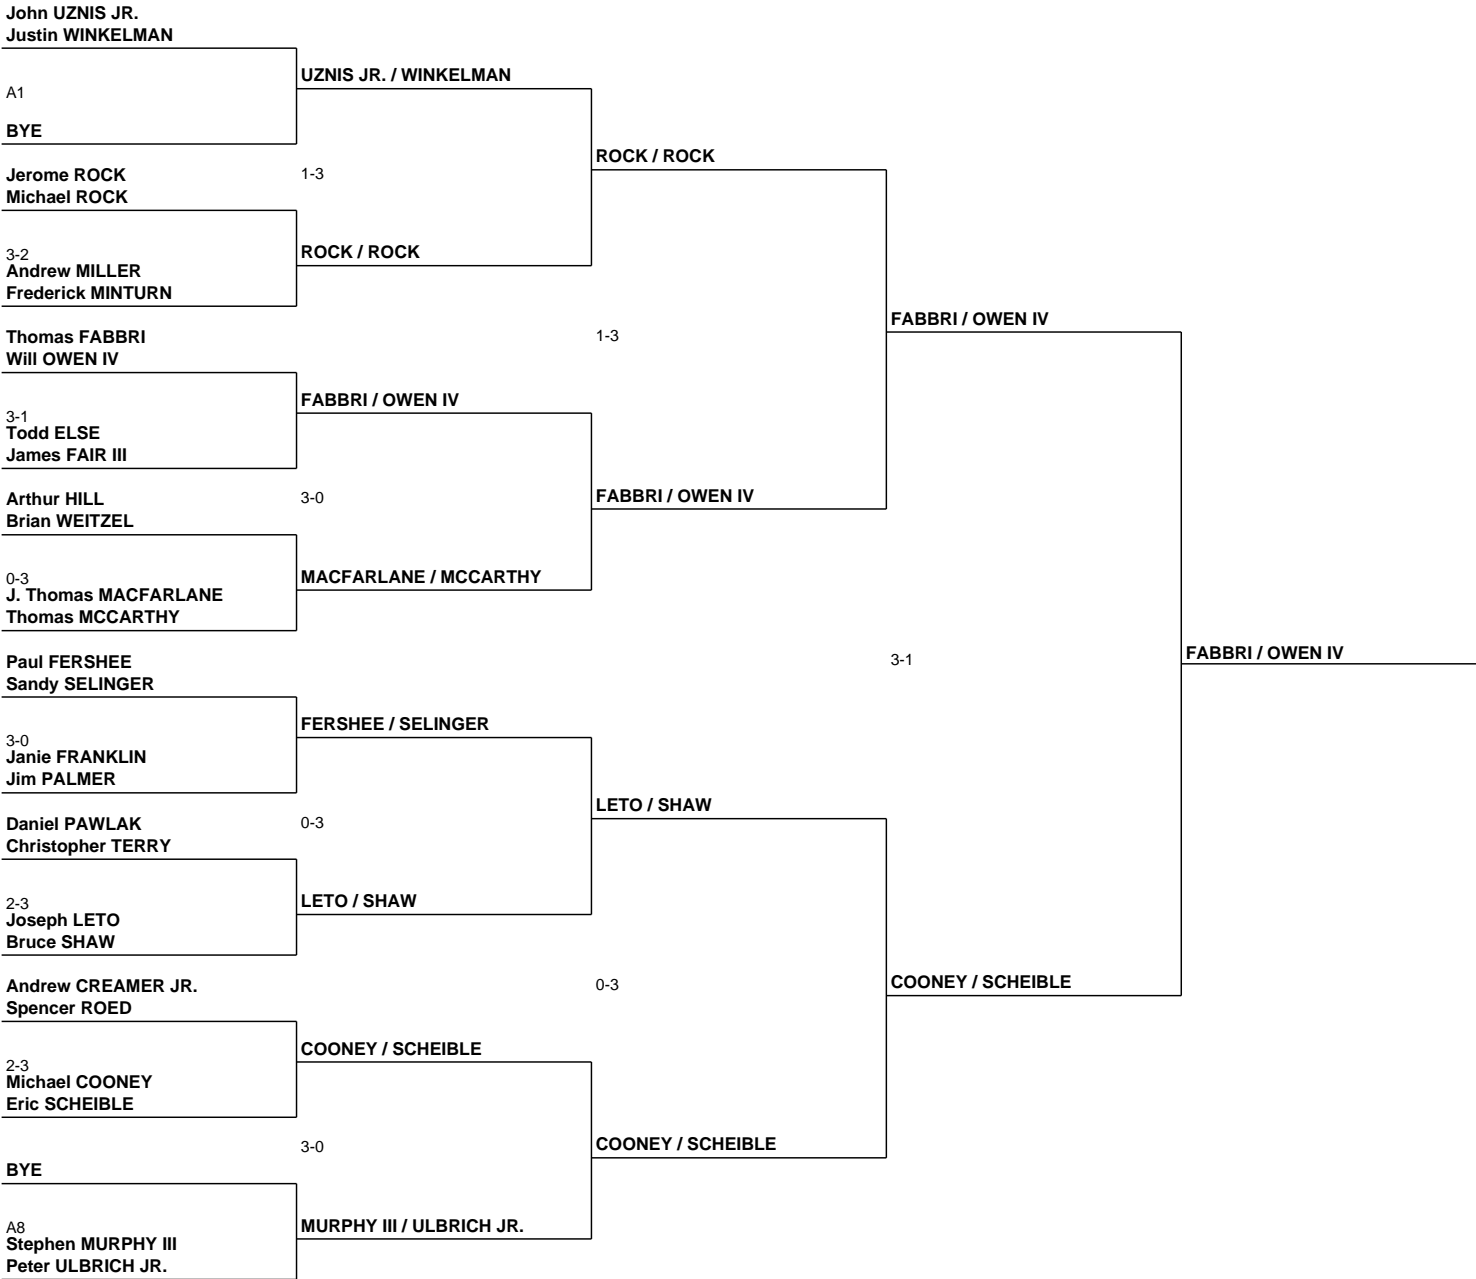 John UZNIS JR.
Justin WINKELMAN
A1
BYE
Jerome ROCK
Michael ROCK
3-2
Andrew MILLER
Frederick MINTURN
Thomas FABBRI
Will OWEN IV
3-1
Todd ELSE
James FAIR III
Arthur HILL
Brian WEITZEL
0-3
J. Thomas MACFARLANE
Thomas MCCARTHY
Paul FERSHEE
Sandy SELINGER
3-0
Janie FRANKLIN
Jim PALMER
Daniel PAWLAK
Christopher TERRY
2-3
Joseph LETO
Bruce SHAW
Andrew CREAMER JR.
Spencer ROED
2-3
Michael COONEY
Eric SCHEIBLE
BYE
A8
Stephen MURPHY III
Peter ULBRICH JR.
UZNIS JR. / WINKELMAN
1-3
ROCK / ROCK
FABBRI / OWEN IV
3-0
MACFARLANE / MCCARTHY
FERSHEE / SELINGER
0-3
LETO / SHAW
COONEY / SCHEIBLE
3-0
MURPHY III / ULBRICH JR.
ROCK / ROCK
1-3
FABBRI / OWEN IV
LETO / SHAW
0-3
COONEY / SCHEIBLE
FABBRI / OWEN IV
3-1
COONEY / SCHEIBLE
FABBRI / OWEN IV